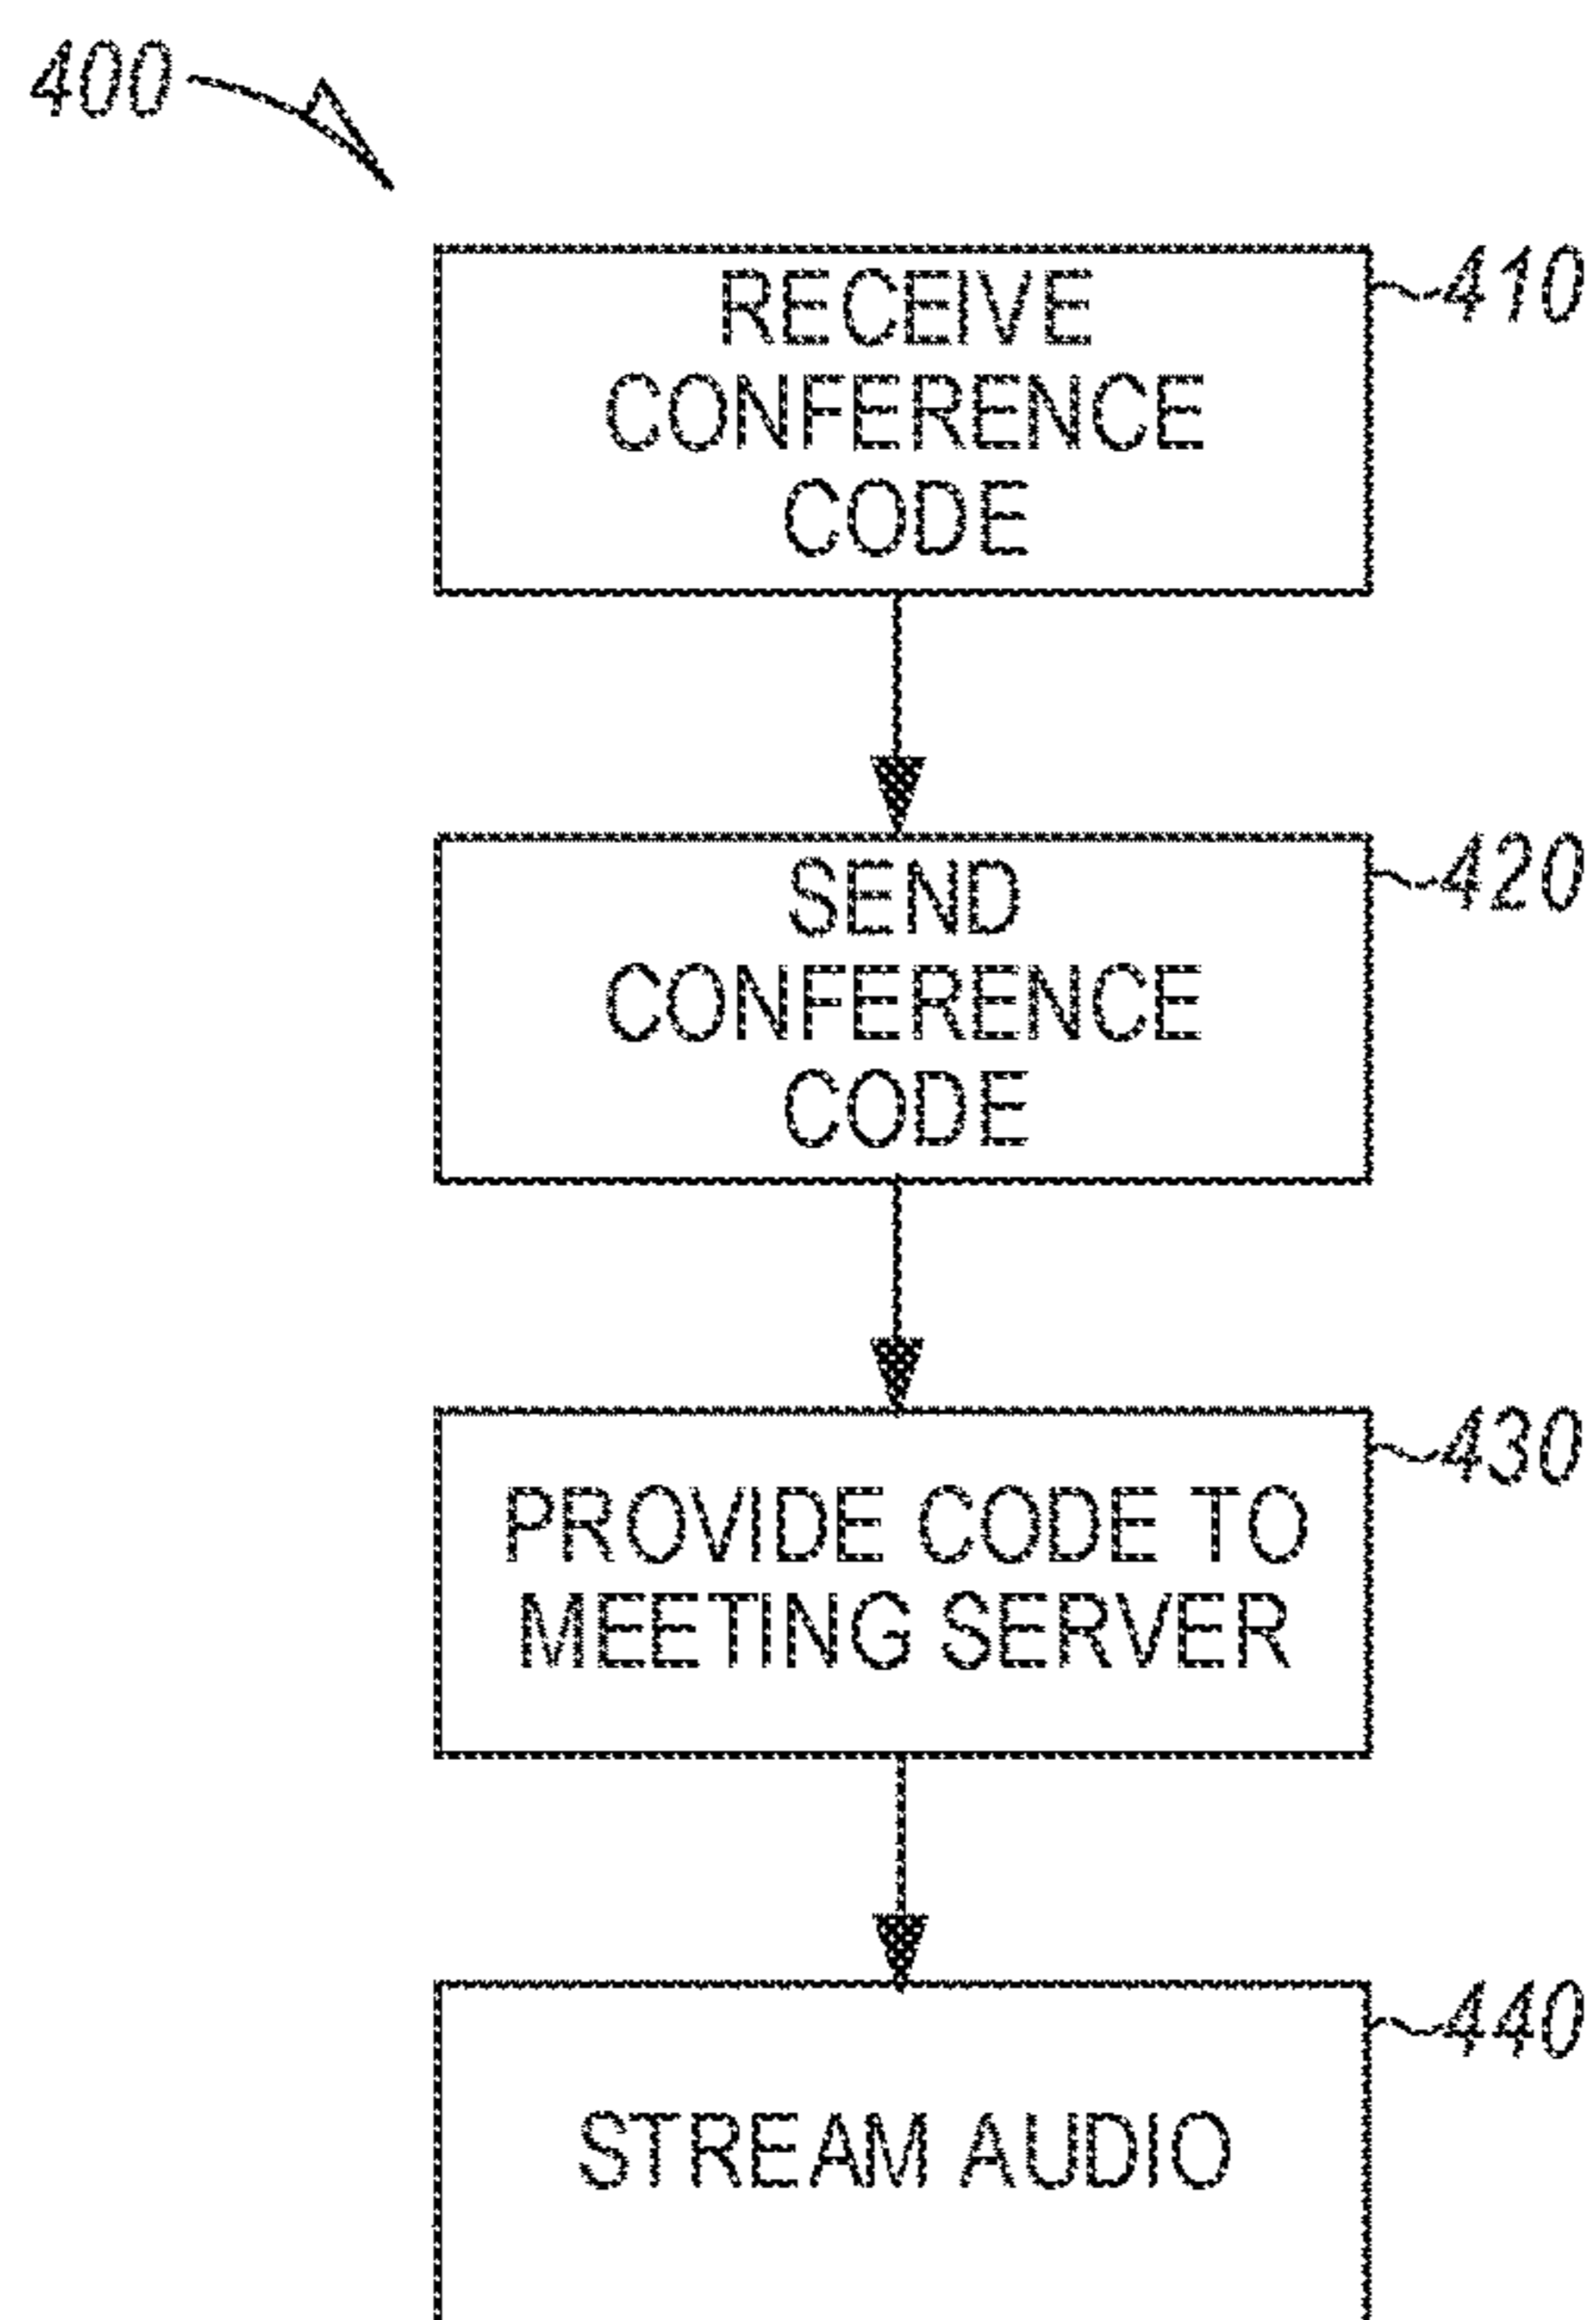 400
RECEIVE
410
CONFERENCE
CODE
SEND
420
CONFERENCE
CODE
430
PROVIDE CODE TO
MEETING SERVER
440
STREAM AUDIO